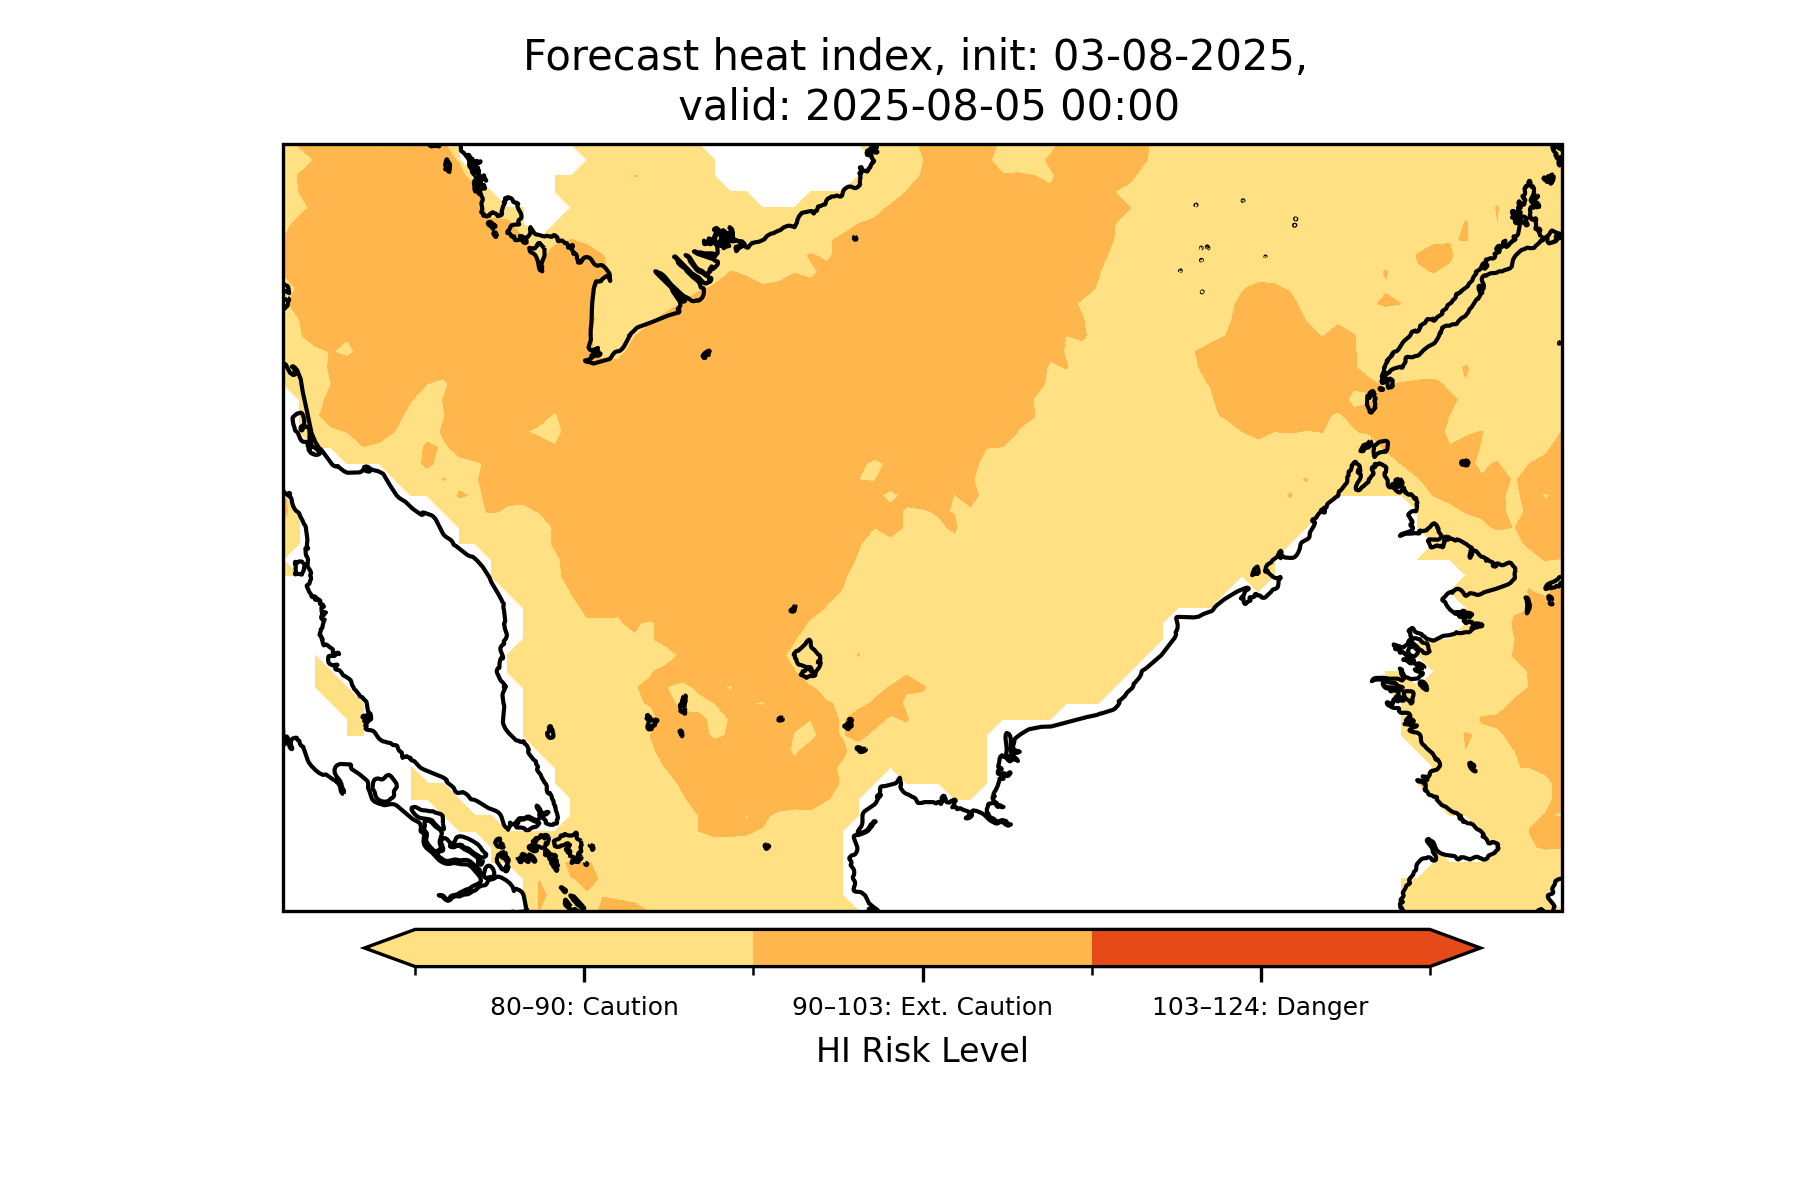 Forecast heat index, init: 03-08-2025,
valid: 2025-08-05 00:00
80–90: Caution
90–103: Ext. Caution
103–124: Danger
HI Risk Level